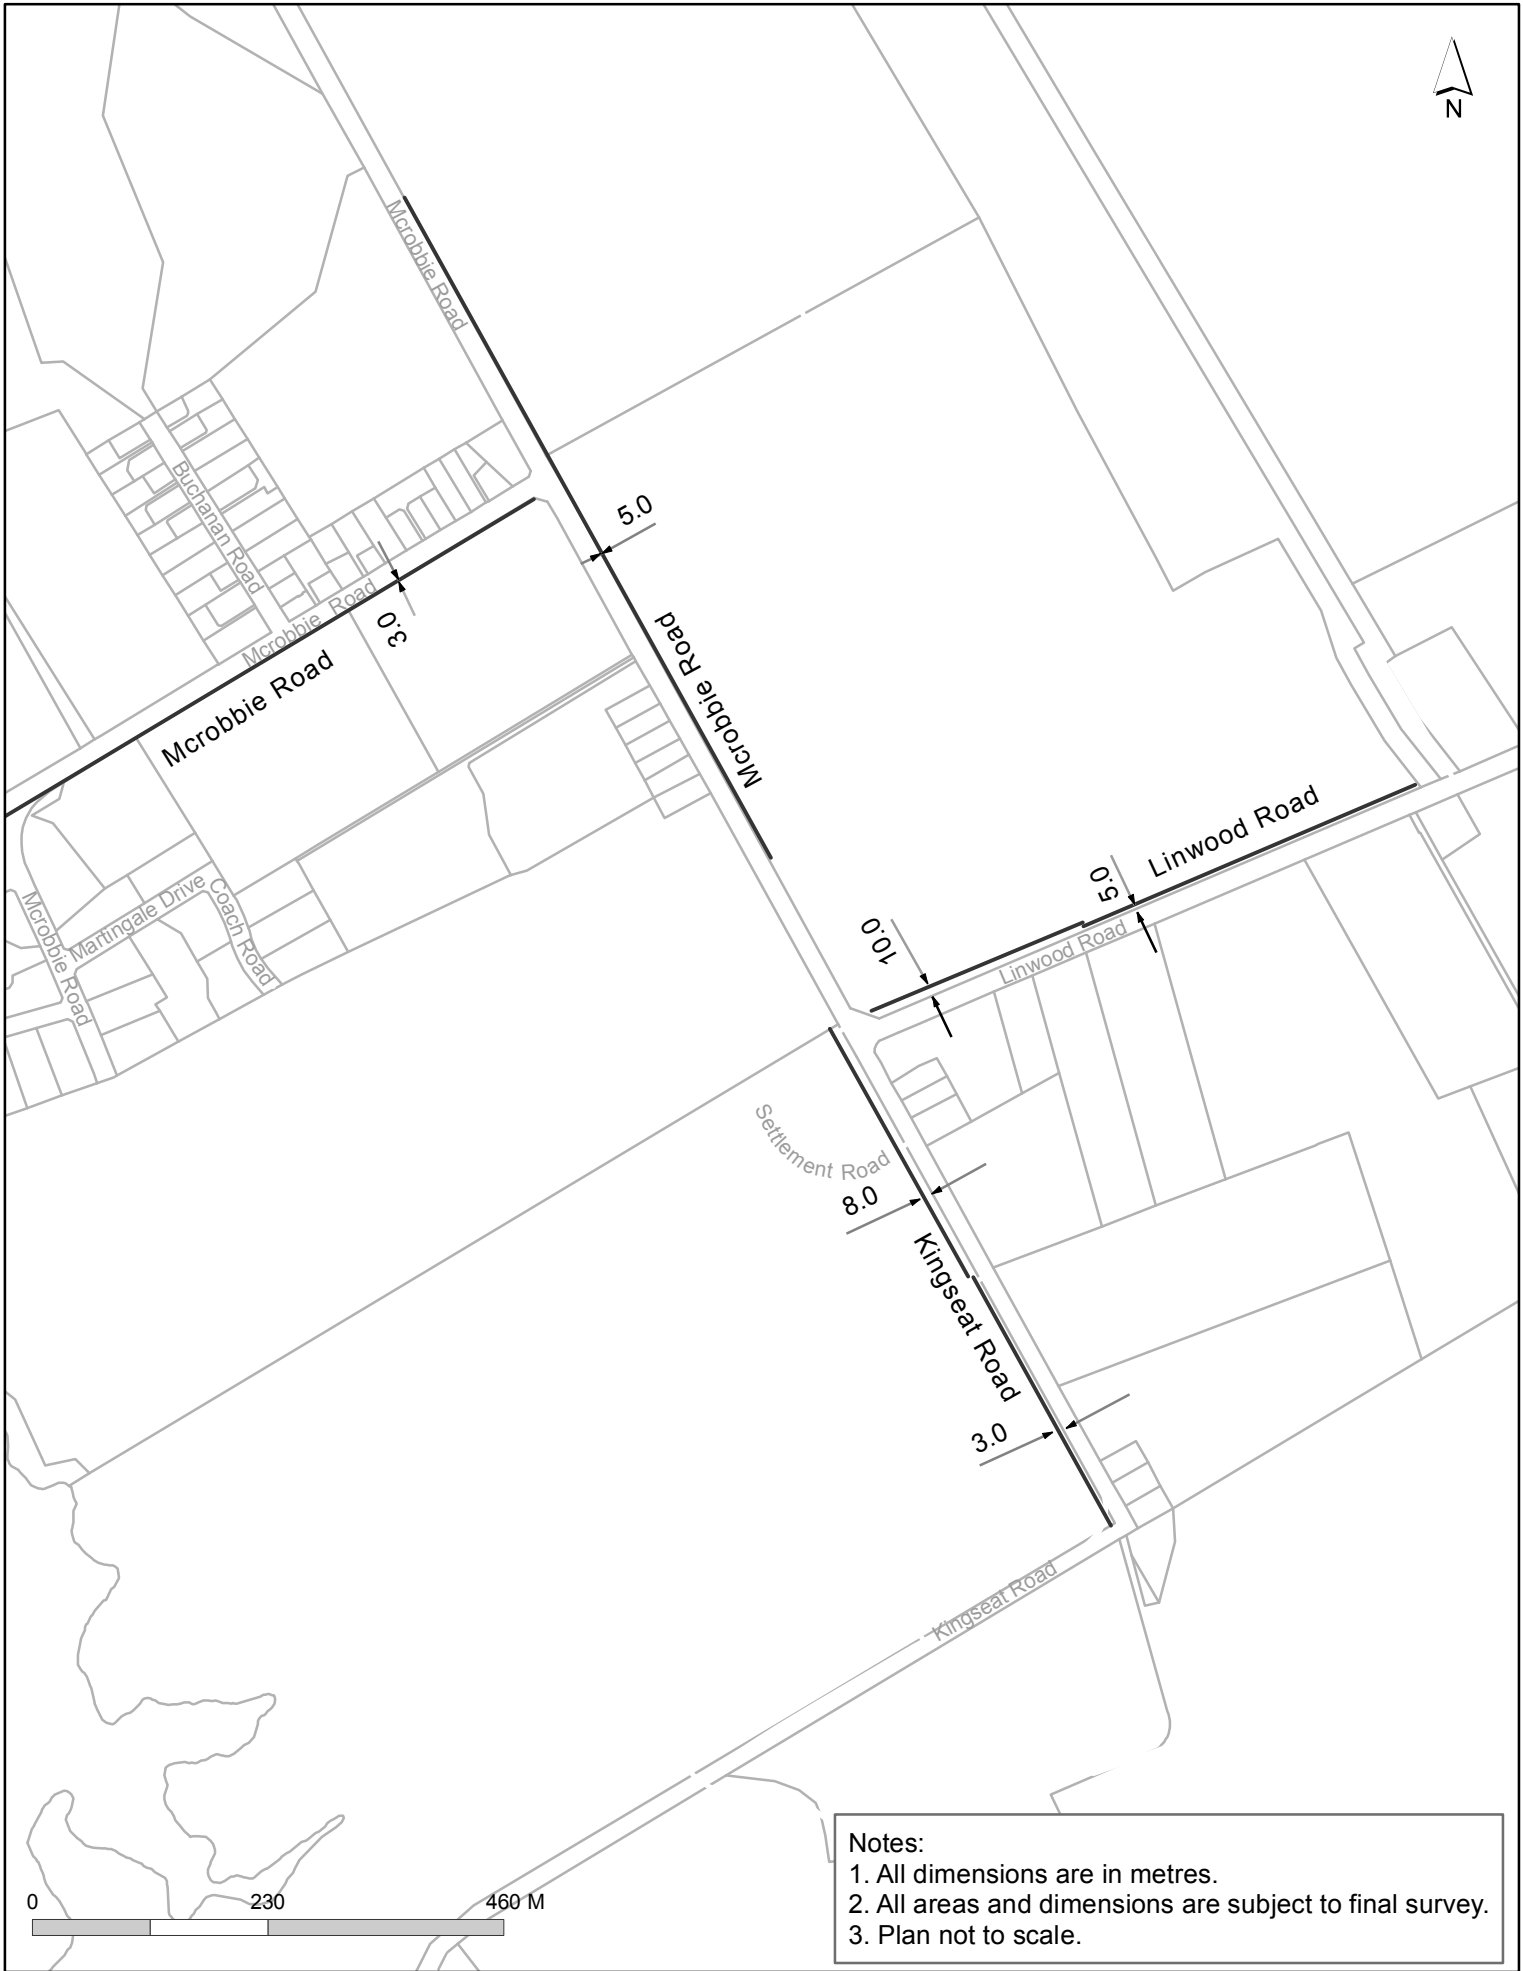 N
Mcrobbie Road
Buchanan Road
5.0
3.0
Mcrobbie Road
Mcrobbie Road
Mcrobbie Road
Linwood Road
5.0
10.0
Linwood Road
Mcrobbie Road
Martingale Drive
Coach Road
Settlement Road
8.0
Kingseat Road
3.0
Kingseat Road
0 230 460 M
Notes:
1. All dimensions are in metres.
2. All areas and dimensions are subject to final survey.
3. Plan not to scale.